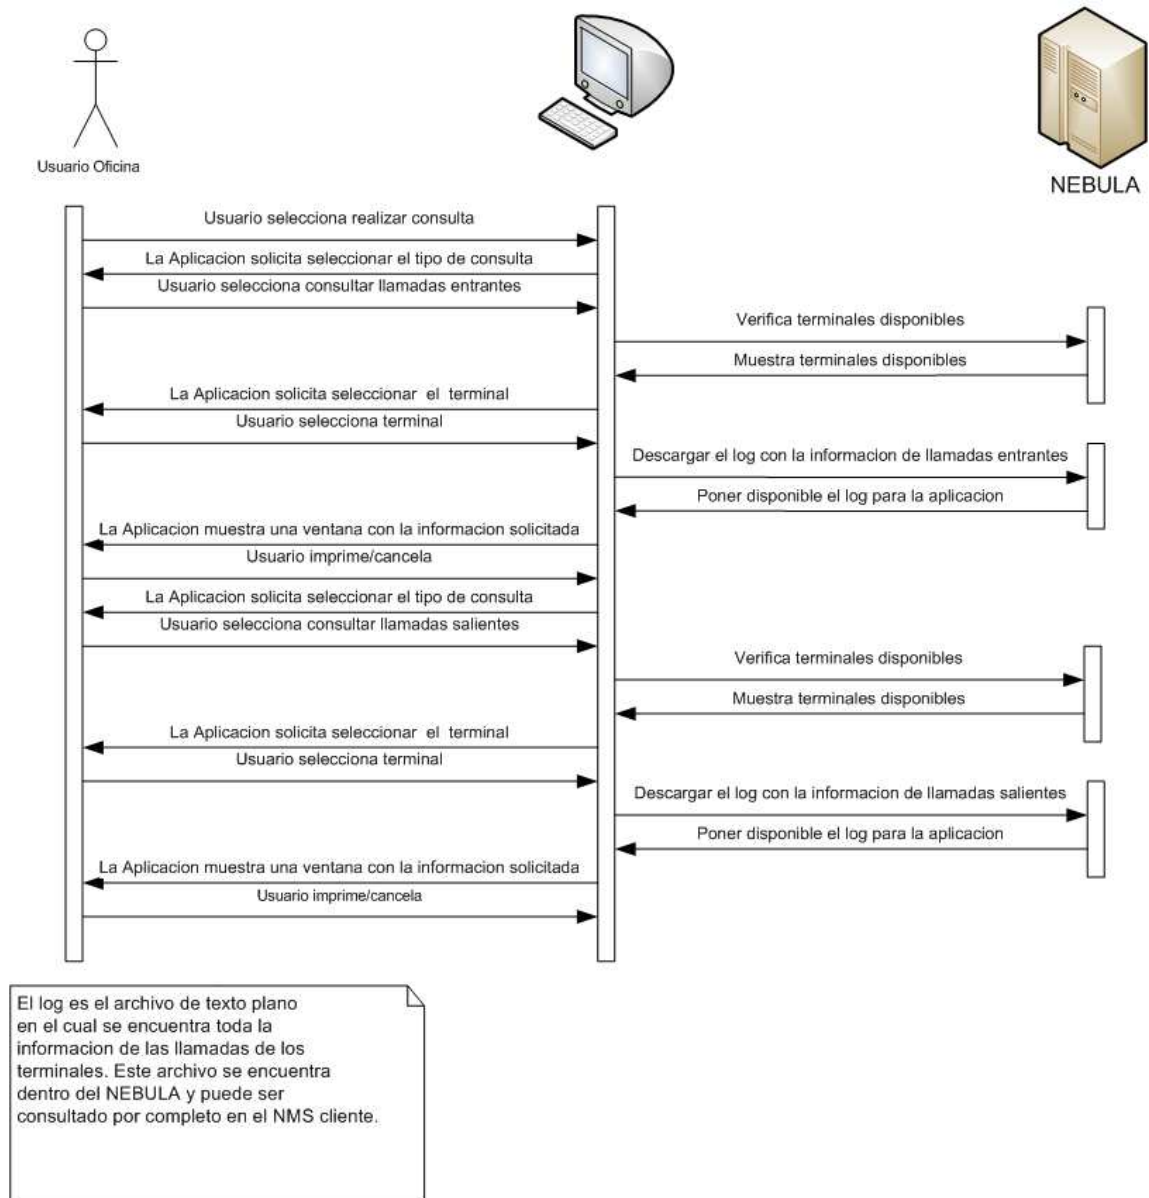 Usuario Oficina
NEBULA
Usuario selecciona realizar consulta
La Aplicacion solicita seleccionar el tipo de consulta
Usuario selecciona consultar llamadas entrantes
Verifica terminales disponibles
Muestra terminales disponibles
La Aplicacion solicita seleccionar el terminal
Usuario selecciona terminal
Descargar el log con la informacion de llamadas entrantes
Poner disponible el log para la aplicacion
La Aplicacion muestra una ventana con la informacion solicitada
Usuario imprime/cancela
La Aplicacion solicita seleccionar el tipo de consulta
Usuario selecciona consultar llamadas salientes
Verifica terminales disponibles
Muestra terminales disponibles
La Aplicacion solicita seleccionar el terminal
Usuario selecciona terminal
Descargar el log con la informacion de llamadas salientes
Poner disponible el log para la aplicacion
La Aplicacion muestra una ventana con la informacion solicitada
Usuario imprime/cancela
El log es el archivo de texto plano
en el cual se encuentra toda la
informacion de las llamadas de los
terminales. Este archivo se encuentra
dentro del NEBULA y puede ser
consultado por completo en el NMS cliente.